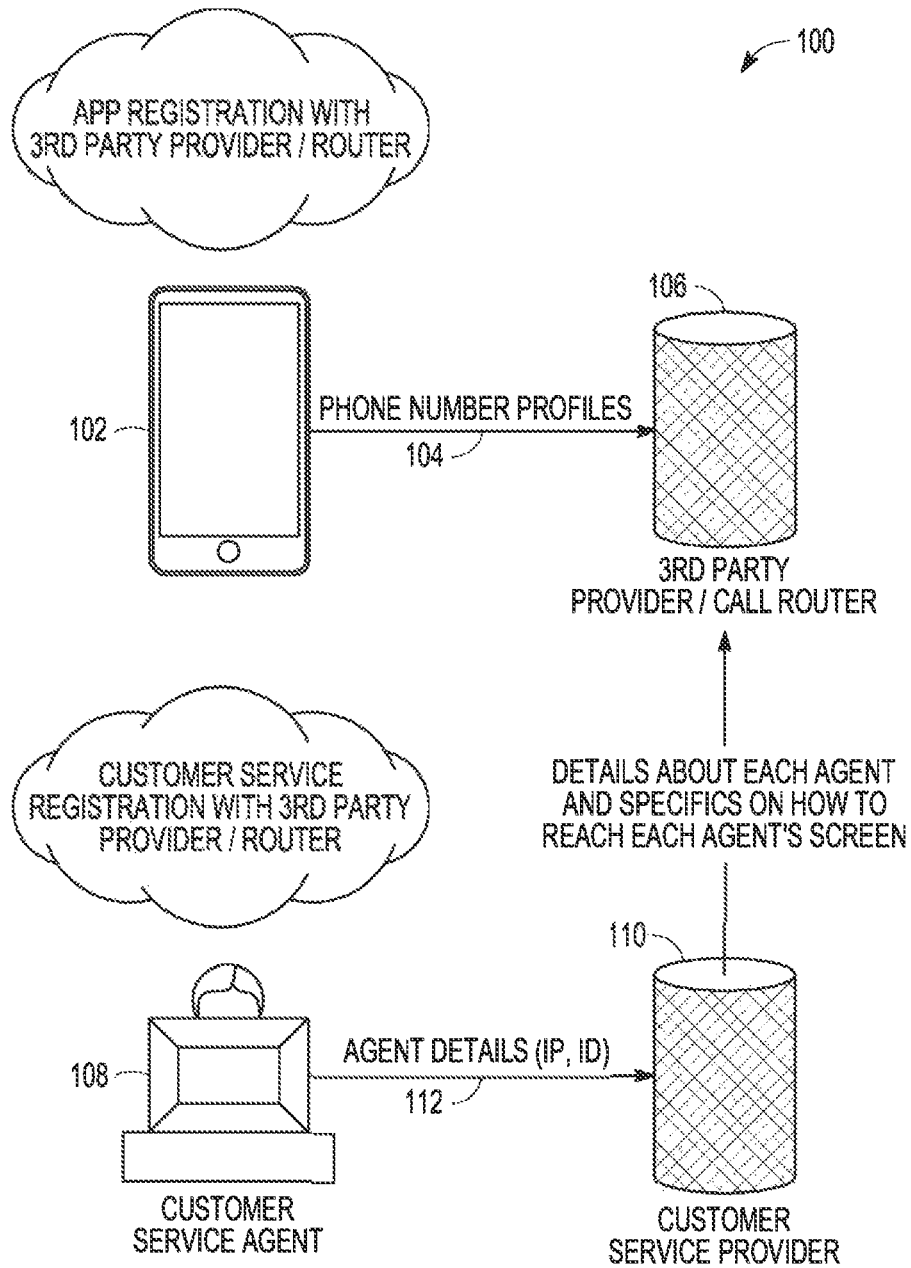 100
APP REGISTRATION WITH
3RD PARTY PROVIDER / ROUTER
106
102
PHONE NUMBER PROFILES
104
3RD PARTY
PROVIDER / CALL ROUTER
CUSTOMER SERVICE
REGISTRATION WITH 3RD PARTY
PROVIDER / ROUTER
DETAILS ABOUT EACH AGENT
AND SPECIFICS ON HOW TO
REACH EACH AGENT'S SCREEN
110
108
AGENT DETAILS (IP, ID)
112
CUSTOMER
SERVICE AGENT
CUSTOMER
SERVICE PROVIDER